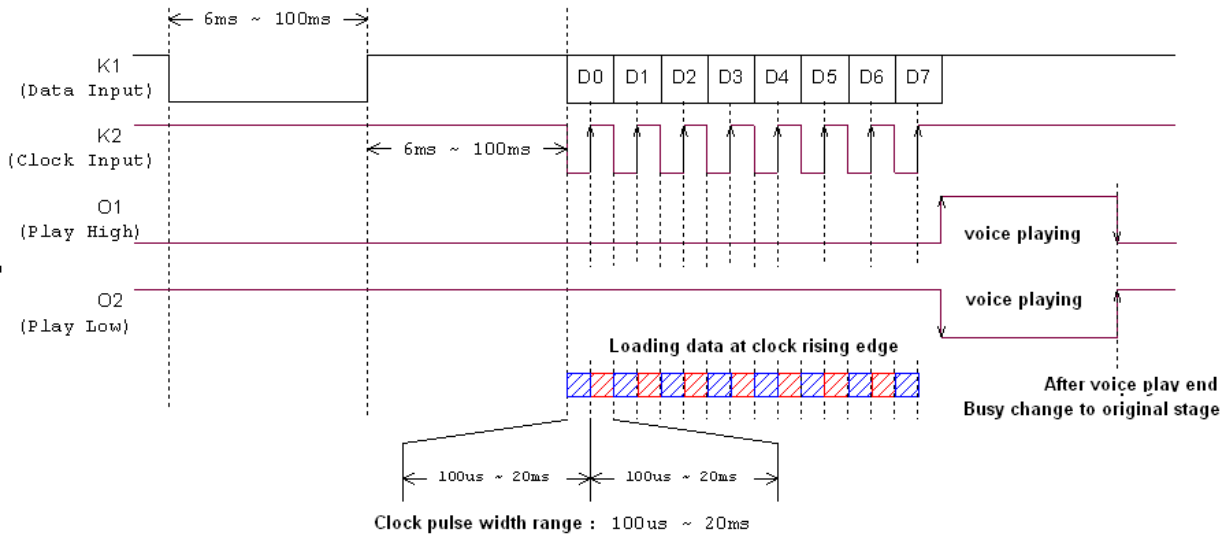 6ms ~ 100ms
K1
(Data Input)
D0 D1 D2 D3 D4 D5 D6 D7
K2
(Clock Input)
6ms ~ 100ms
O1
(Play High)
voice playing
O2
(Play Low)
voice playing
Loading data at clock rising edge
After voice play end
Busy change to original stage
100us ~ 20ms 100us ~ 20ms
Clock pulse width range : 100us ~ 20ms